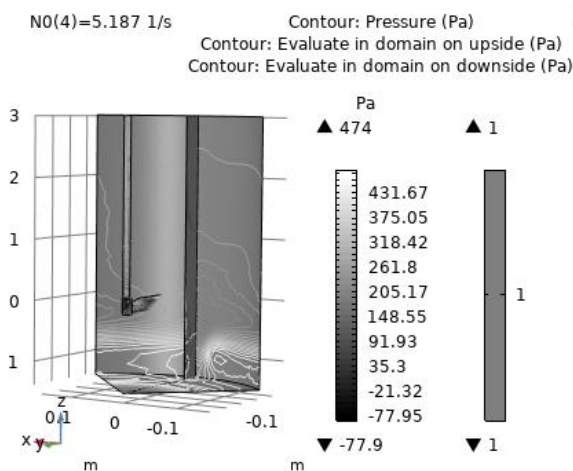 N0(4)=5.187 1/s
Contour: Pressure (Pa)
Contour: Evaluate in domain on upside (Pa)
Contour: Evaluate in domain on downside (Pa)
Pa
▲ 474
▲ 1
3
2
1
0
1
431.67
375.05
318.42
261.8
205.17
148.55
91.93
35.3
-21.32
-77.95
1
▼ -77.9
▼ 1
z
x y
0.1
0
-0.1
-0.1
m
m